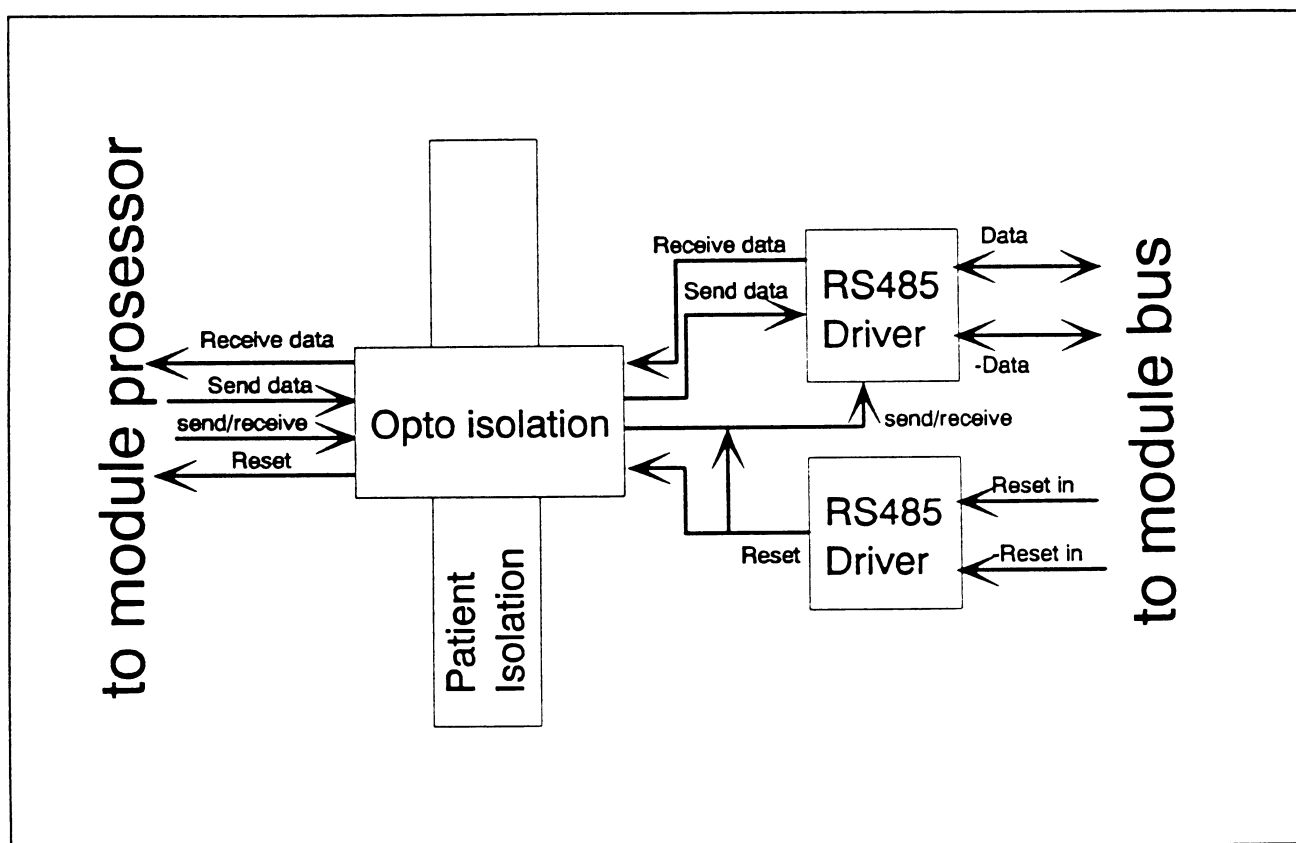 to module prosessor
Receive data
Send data
send/receive
Reset
Opto isolation
Patient
Isolation
Receive data
Send data
RS485
Driver
send/receive
Reset
RS485
Driver
Data
-Data
Reset in
-Reset in
to module bus